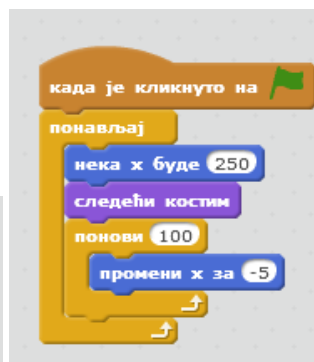 када је кликнуто на
понављај
нека x буде 250
следећи костим
понови 100
промени x за -5